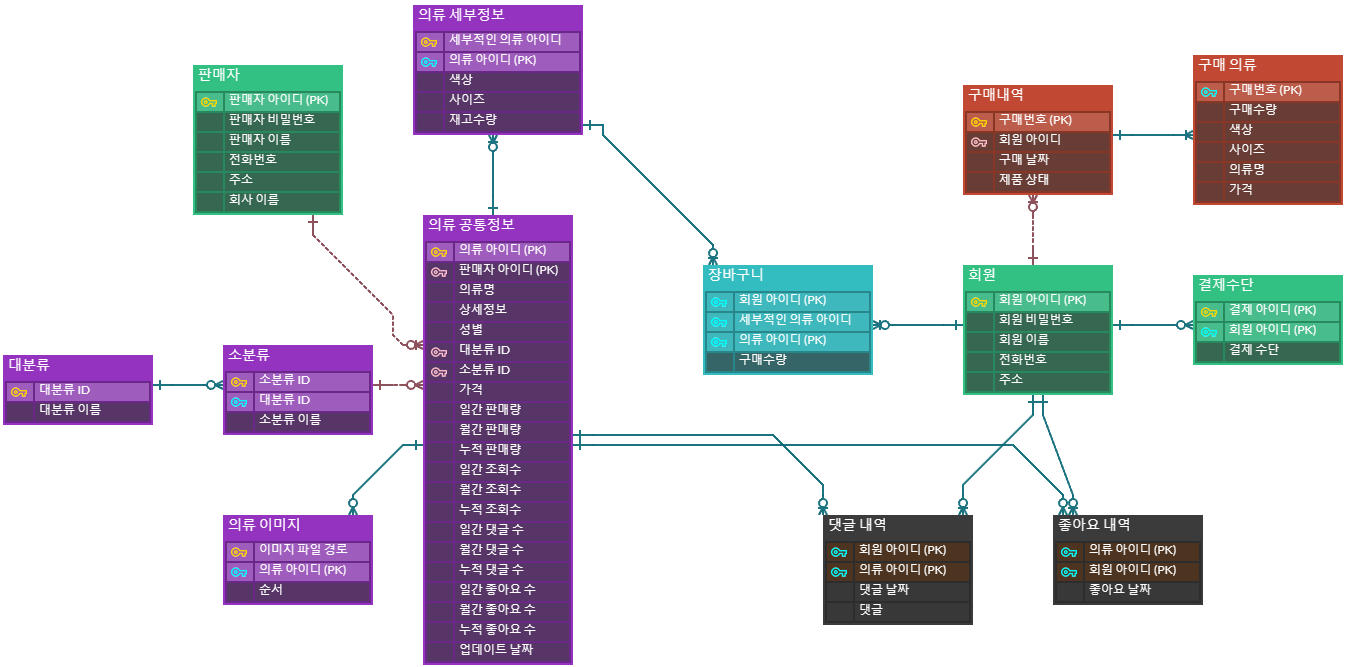 의류 세부정보
세부적인 의류 아이디
의류 아이디 (PK)
색상
사이즈
재고수량
판매자
판매자 아이디 (PK)
판매자 비밀번호
판매자 이름
전화번호
주소
회사 이름
구매내역
구매번호 (PK)
회원 아이디
구매 날짜
제품 상태
구매 의류
구매번호 (PK)
구매수량
색상
사이즈
의류명
가격
의류 공통정보
의류 아이디 (PK)
판매자 아이디 (PK)
의류명
상세정보
성별
대분류 ID
소분류 ID
가격
일간 판매량
월간 판매량
누적 판매량
일간 조회수
월간 조회수
누적 조회수
일간 댓글 수
월간 댓글 수
누적 댓글 수
일간 좋아요 수
월간 좋아요 수
누적 좋아요 수
업데이트 날짜
장바구니
회원 아이디 (PK)
세부적인 의류 아이디
의류 아이디 (PK)
구매수량
회원
회원 아이디 (PK)
회원 비밀번호
회원 이름
전화번호
주소
결제수단
결제 아이디 (PK)
회원 아이디 (PK)
결제 수단
대분류
대분류 ID
대분류 이름
소분류
소분류 ID
대분류 ID
소분류 이름
의류 이미지
이미지 파일 경로
의류 아이디 (PK)
순서
댓글 내역
회원 아이디 (PK)
의류 아이디 (PK)
댓글 날짜
댓글
좋아요 내역
의류 아이디 (PK)
회원 아이디 (PK)
좋아요 날짜